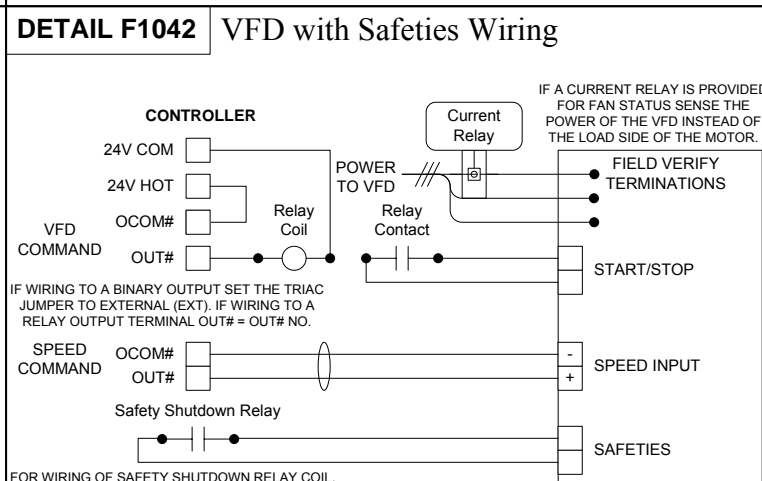 DETAIL F1042
VFD with Safeties Wiring
IF A CURRENT RELAY IS PROVIDED
FOR FAN STATUS SENSE THE
POWER OF THE VFD INSTEAD OF
THE LOAD SIDE OF THE MOTOR.
CONTROLLER
Current
Relay
24V COM
24V HOT
OCOM#
OUT#
VFD
COMMAND
Relay
Coil
POWER
TO VFD
Relay
Contact
FIELD VERIFY
TERMINATIONS
START/STOP
IF WIRING TO A BINARY OUTPUT SET THE TRIAC
JUMPER TO EXTERNAL (EXT). IF WIRING TO A
RELAY OUTPUT TERMINAL OUT# = OUT# NO.
SPEED
COMMAND
OCOM#
OUT#
-
+
SPEED INPUT
Safety Shutdown Relay
SAFETIES
FOR WIRING OF SAFETY SHUTDOWN RELAY COIL,